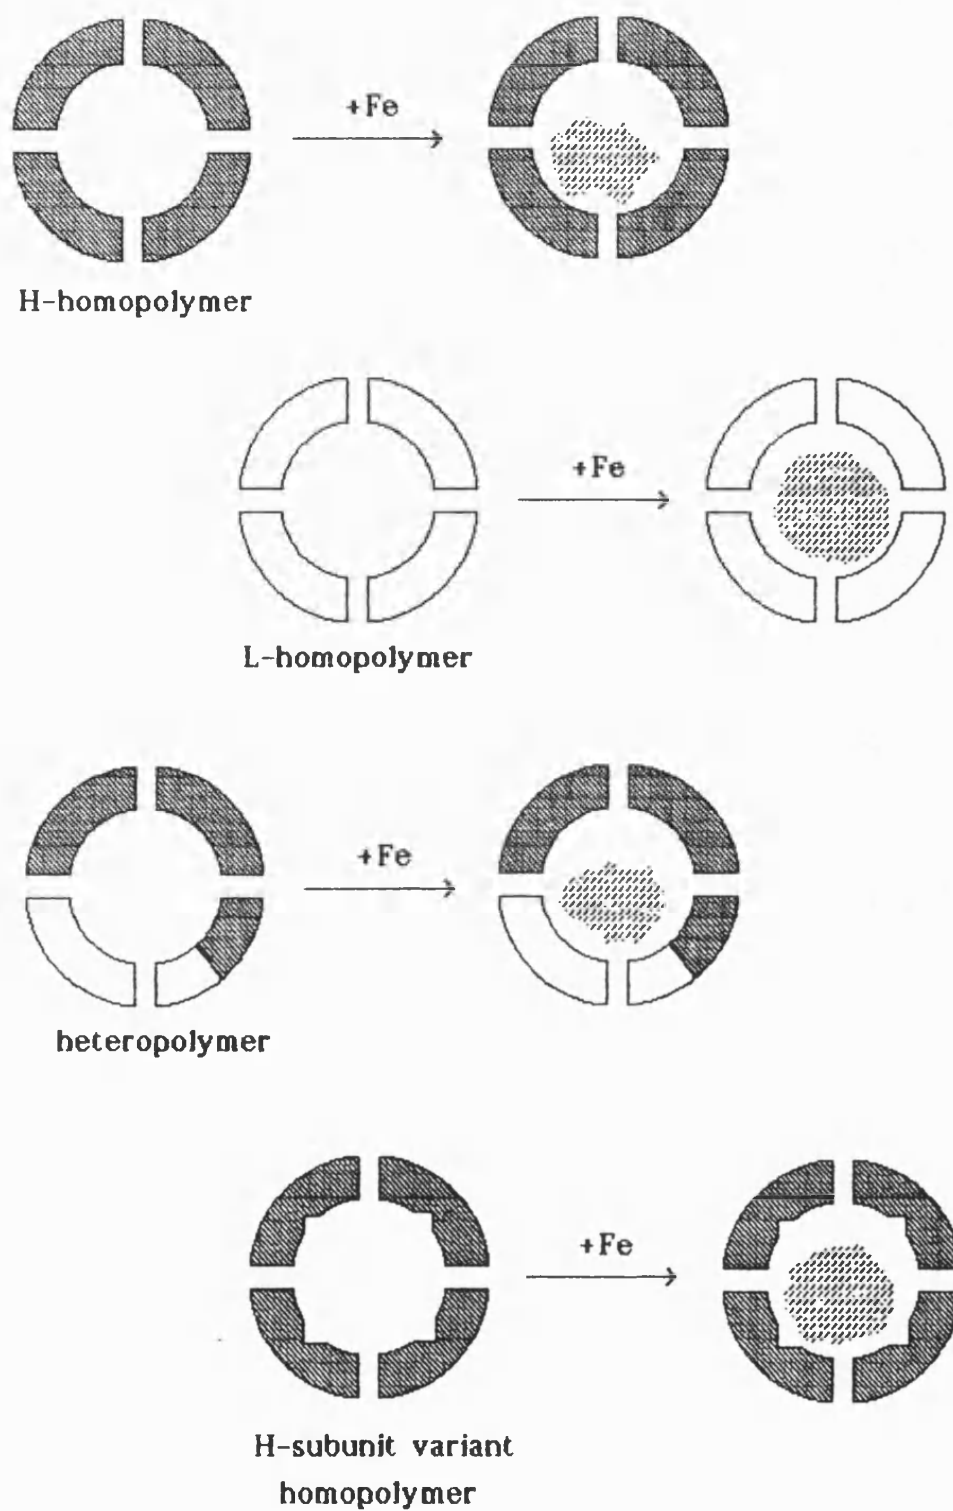 +Fe
H-homopolymer
+Fe
L-homopolymer
+Fe
heteropolymer
+Fe
H-subunit variant
homopolymer